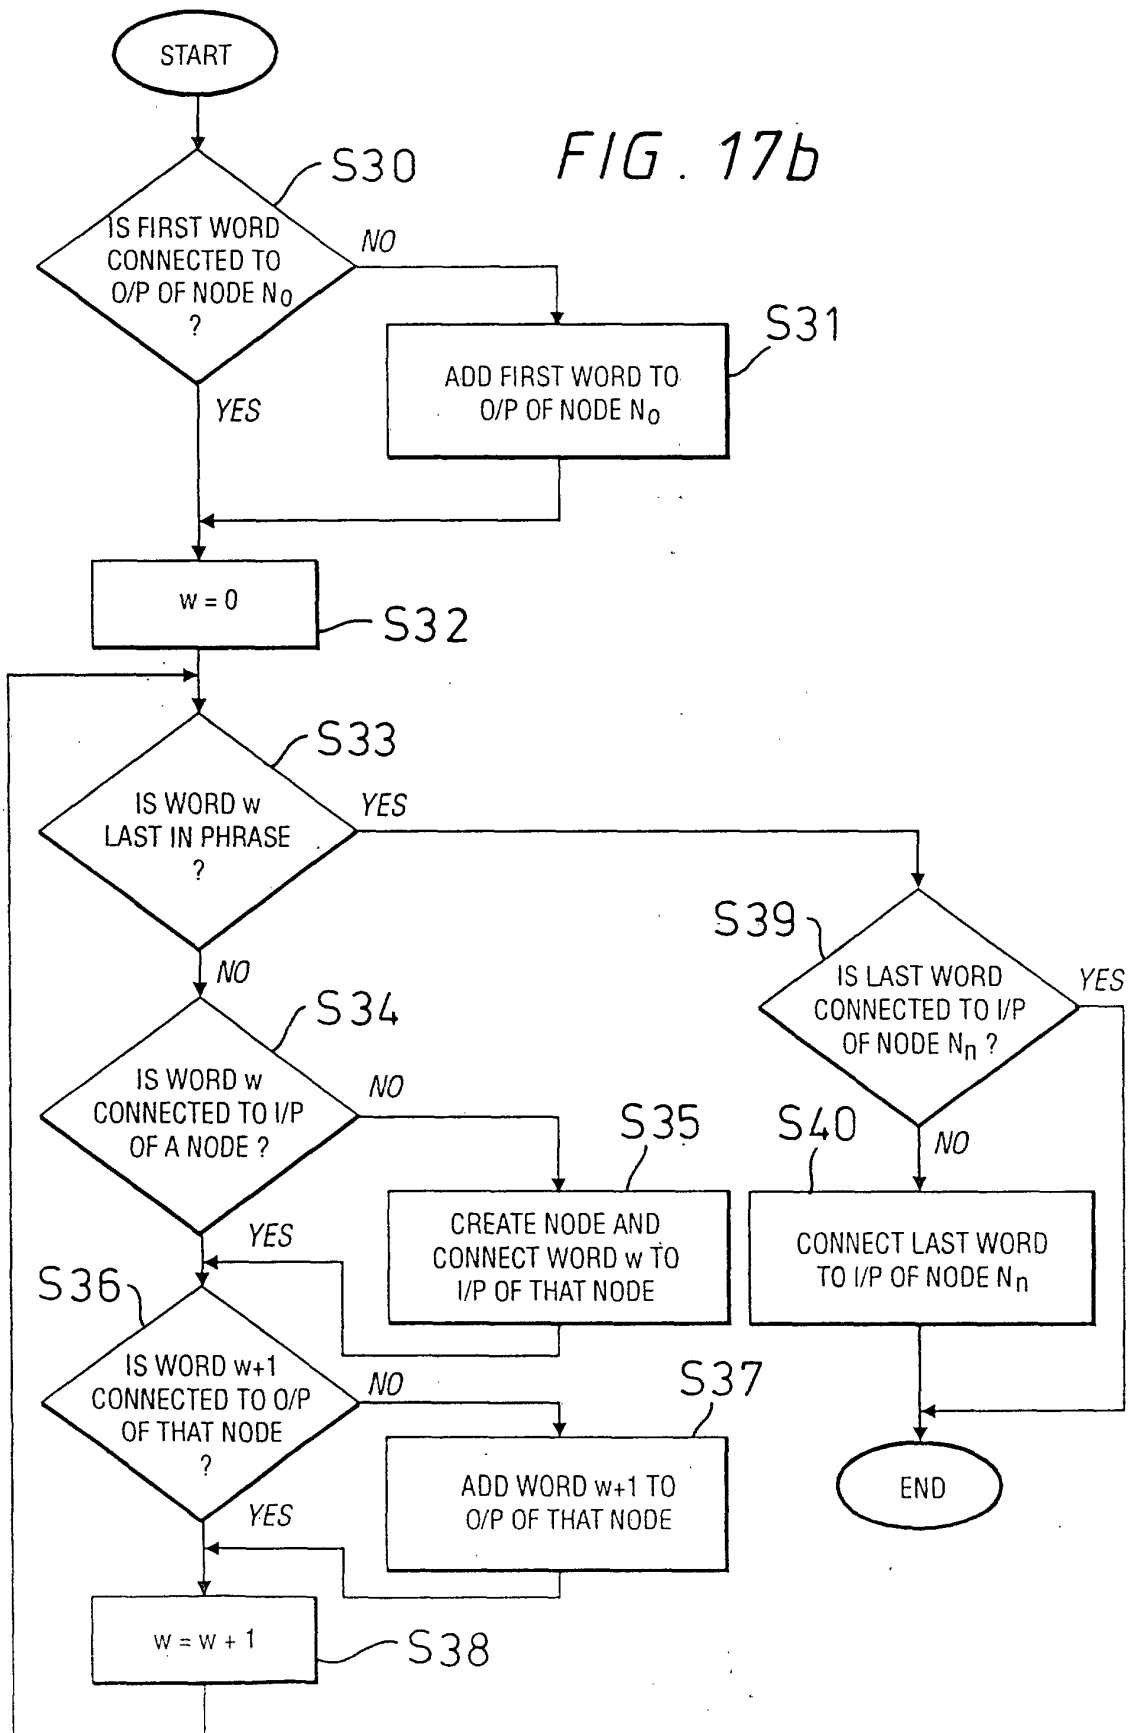 START
FIG. 17b
S30
IS FIRST WORD
CONNECTED TO
O/P OF NODE N₀
?
NO
YES
S31
ADD FIRST WORD TO
O/P OF NODE N₀
w = 0
S32
S33
IS WORD w
LAST IN PHRASE
?
YES
NO
S34
IS WORD w
CONNECTED TO I/P
OF A NODE ?
NO
YES
S35
CREATE NODE AND
CONNECT WORD w TO
I/P OF THAT NODE
S36
IS WORD w+1
CONNECTED TO O/P
OF THAT NODE
?
NO
YES
S37
ADD WORD w+1 TO
O/P OF THAT NODE
w = w + 1
S38
S39
IS LAST WORD
CONNECTED TO I/P
OF NODE Nₙ ?
YES
NO
S40
CONNECT LAST WORD
TO I/P OF NODE Nₙ
END